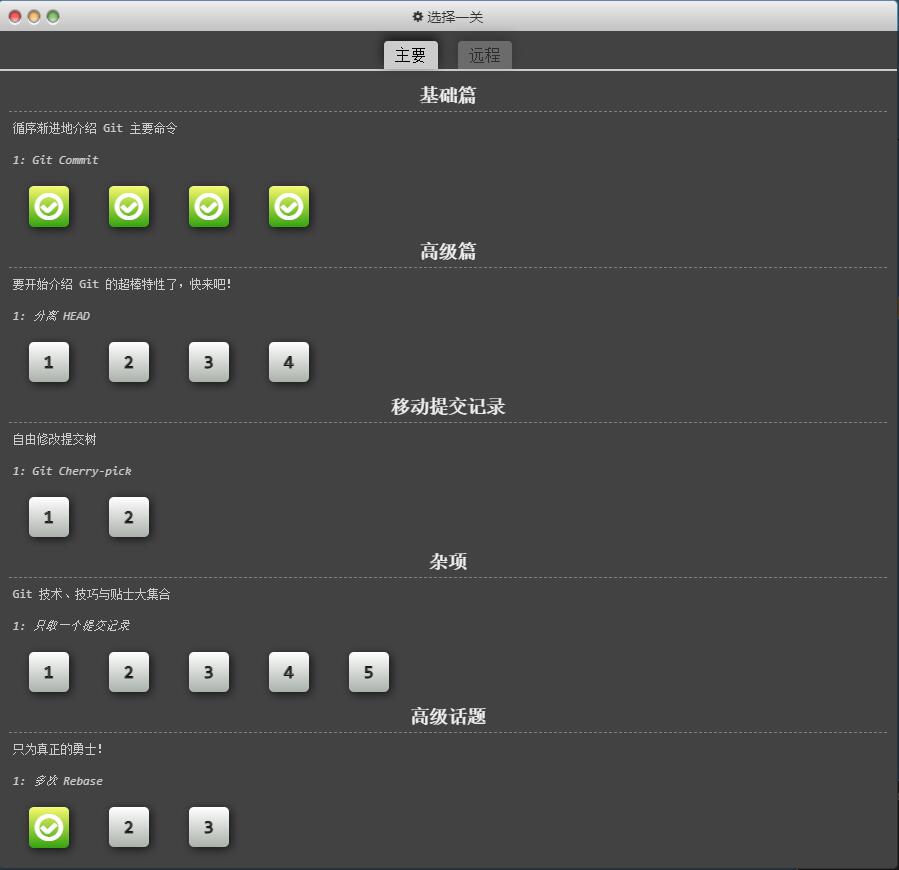 选择一关
主要 远程
基础篇
循序渐进地介绍 Git 主要命令
1: Git Commit
高级篇
要开始介绍 Git 的超棒特性了，快来吧!
1: 分离 HEAD
1 2 3 4
移动提交记录
自由修改提交树
1: Git Cherry-pick
1 2
杂项
Git 技术、技巧与贴士大集合
1: 只取一个提交记录
1 2 3 4 5
高级话题
只为真正的勇士!
1: 多次 Rebase
2 3